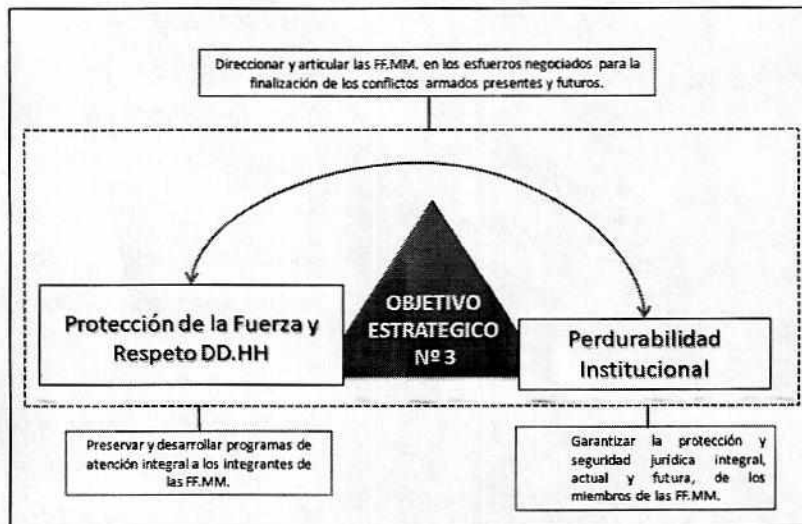 Direccionar y articular las FF.MM. en los esfuerzos negociados para la
finalización de los conflictos armados presentes y futuros.
Protección de la Fuerza y
Respeto DD.HH
OBJETIVO
ESTRATEGICO
Nº 3
Perdurabilidad
Institucional
Preservar y desarrollar programas de
atención integral a los integrantes de
las FF.MM.
Garantizar la protección y
seguridad jurídica integral,
actual y futura, de los
miembros de las FF.MM.